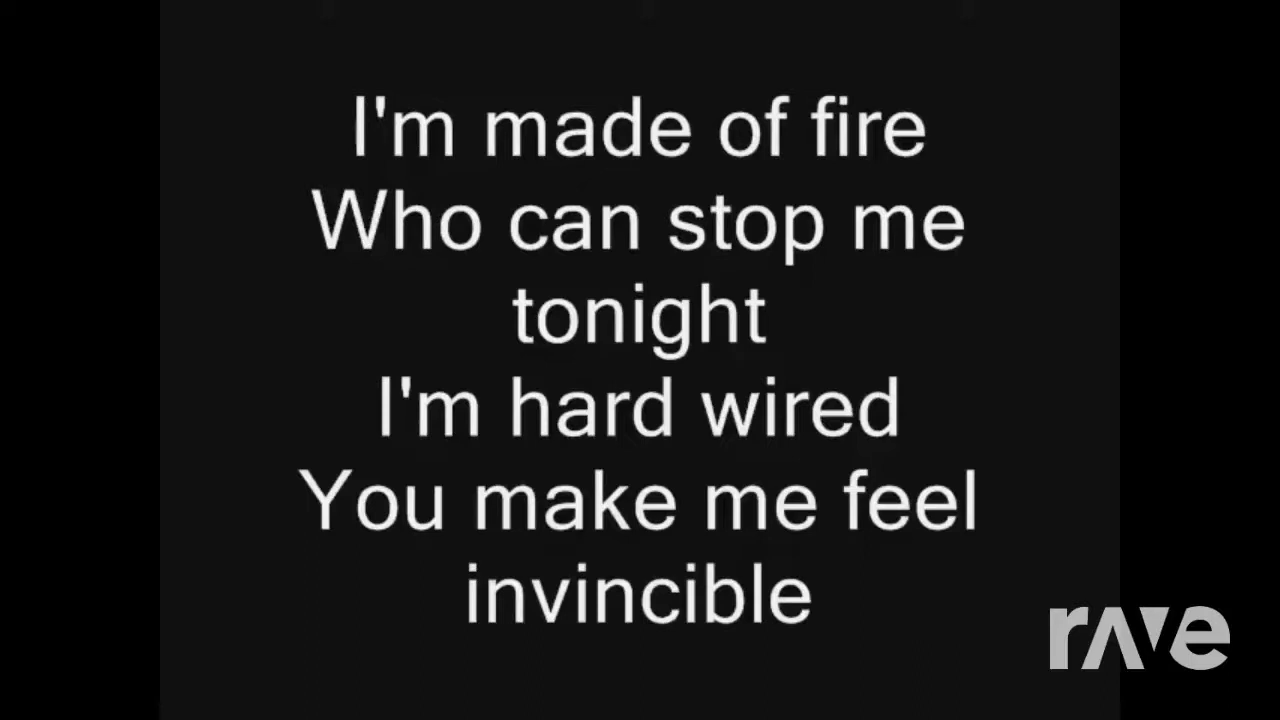 I'm made of fire
Who can stop me
tonight
I'm hard wired
You make me feel
invincible
rave